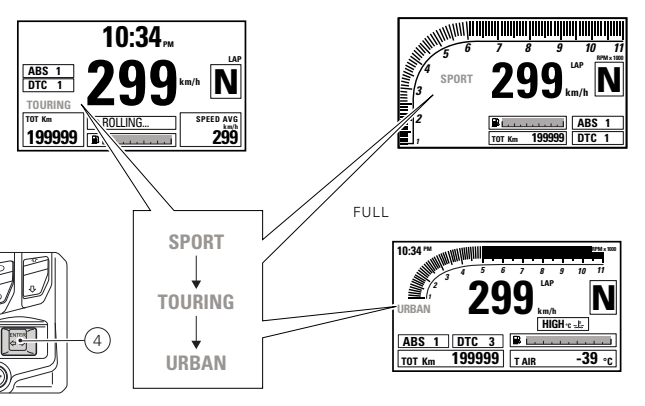 10:34 PM
LAP
ABS 1
DTC 1
299 km/h
N
TOURING
TOT Km
199999
ROLLING...
SPEED AVG
km/h
299
1 2 3 4 5 6 7 8 9 10 11
RPM x 1000
SPORT
LAP
299 km/h
N
ABS 1
TOT Km 199999
DTC 1
FULL
SPORT
TOURING
URBAN
ENTER
4
10:34 PM
RPM x 1000
1 2 3 4 5 6 7 8 9 10 11
LAP
URBAN
299 km/h
N
HIGH °C
ABS 1
DTC 3
TOT Km 199999
T AIR -39 °C